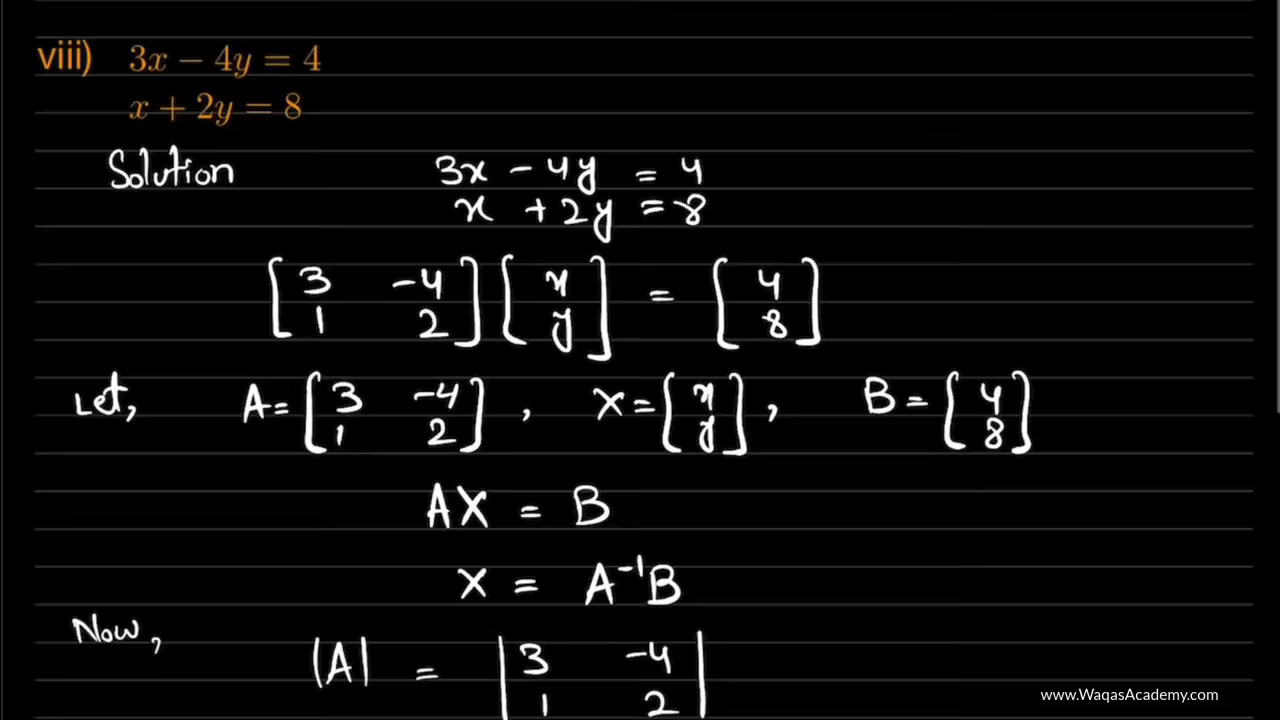 viii) 3x − 4y = 4
x + 2y = 8
Solution 3x - 4y = 4
x + 2y = 8
[3 -4] [x] = [4]
[1 2] [y] [8]
Let, A = [3 -4], X = [x], B = [4]
[1 2] [y] [8]
AX = B
X = A⁻¹B
Now,
|A| = |3 -4|
|1 2|
www.WaqasAcademy.com